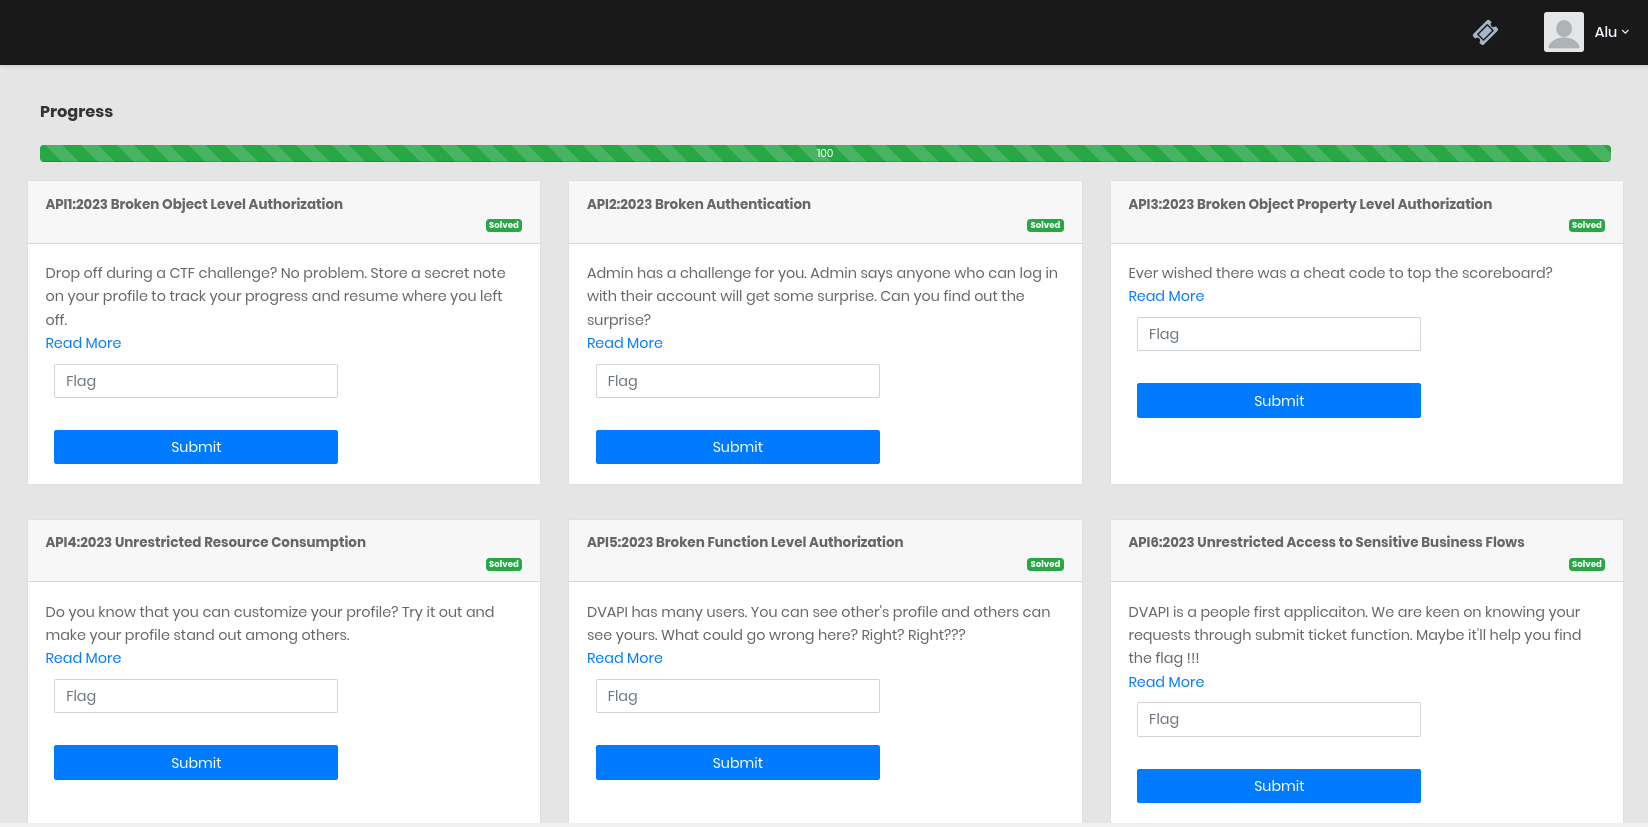 Alu
Progress
100
API1:2023 Broken Object Level Authorization
Solved
Drop off during a CTF challenge? No problem. Store a secret note
on your profile to track your progress and resume where you left
off.
Read More
Flag
Submit
API2:2023 Broken Authentication
Solved
Admin has a challenge for you. Admin says anyone who can log in
with their account will get some surprise. Can you find out the
surprise?
Read More
Flag
Submit
API3:2023 Broken Object Property Level Authorization
Solved
Ever wished there was a cheat code to top the scoreboard?
Read More
Flag
Submit
API4:2023 Unrestricted Resource Consumption
Solved
Do you know that you can customize your profile? Try it out and
make your profile stand out among others.
Read More
Flag
Submit
API5:2023 Broken Function Level Authorization
Solved
DVAPI has many users. You can see other's profile and others can
see yours. What could go wrong here? Right? Right???
Read More
Flag
Submit
API6:2023 Unrestricted Access to Sensitive Business Flows
Solved
DVAPI is a people first applicaiton. We are keen on knowing your
requests through submit ticket function. Maybe it'll help you find
the flag !!!
Read More
Flag
Submit